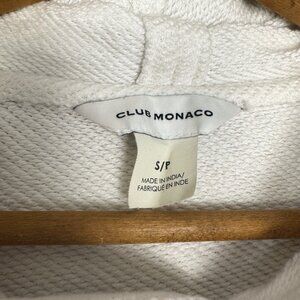 CLUB MONACO
S/P
MADE IN INDIA/
FABRIQUÉ EN INDE